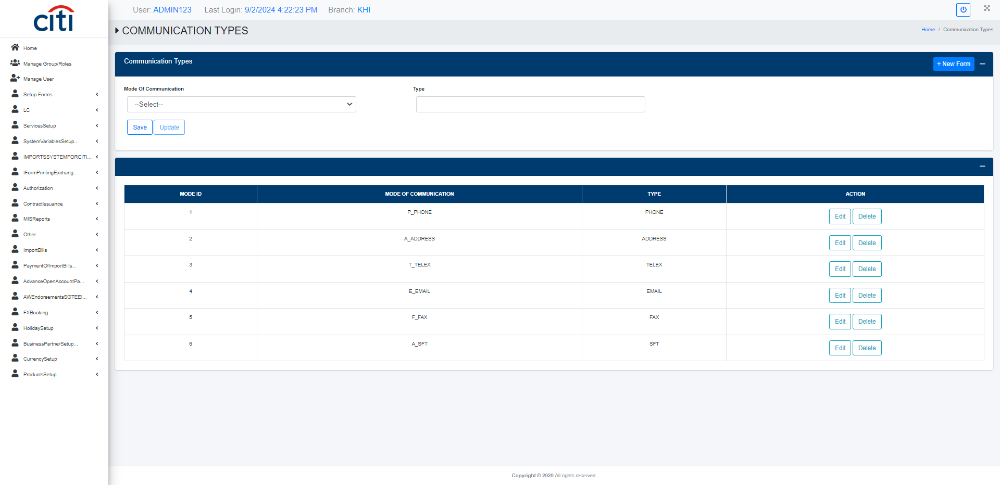 citi
User: ADMIN123 Last Login: 9/2/2024 4:22:23 PM Branch: KHI
COMMUNICATION TYPES
Home / Communication Types
Home
Manage Group/Roles
Manage User
Setup Forms
LC
ServicesSetup
SystemVariablesSetup...
IMPORTSSYSTEMFORCITI...
IFormPrintingExchang...
Authorization
ContractIssuance
MISReports
Other
ImportBills
PaymentOfImportBills...
AdvanceOpenAccountPa...
AWEndorsementsSGTEEI...
FXBooking
HolidaySetup
BusinessPartnerSetup...
CurrencySetup
ProductsSetup
Communication Types
+ New Form
Mode Of Communication Type
--Select--
Save Update
MODE ID MODE OF COMMUNICATION TYPE ACTION
1 P_PHONE PHONE Edit Delete
2 A_ADDRESS ADDRESS Edit Delete
3 T_TELEX TELEX Edit Delete
4 E_EMAIL EMAIL Edit Delete
5 F_FAX FAX Edit Delete
6 A_SFT SFT Edit Delete
Copyright © 2020 All rights reserved.